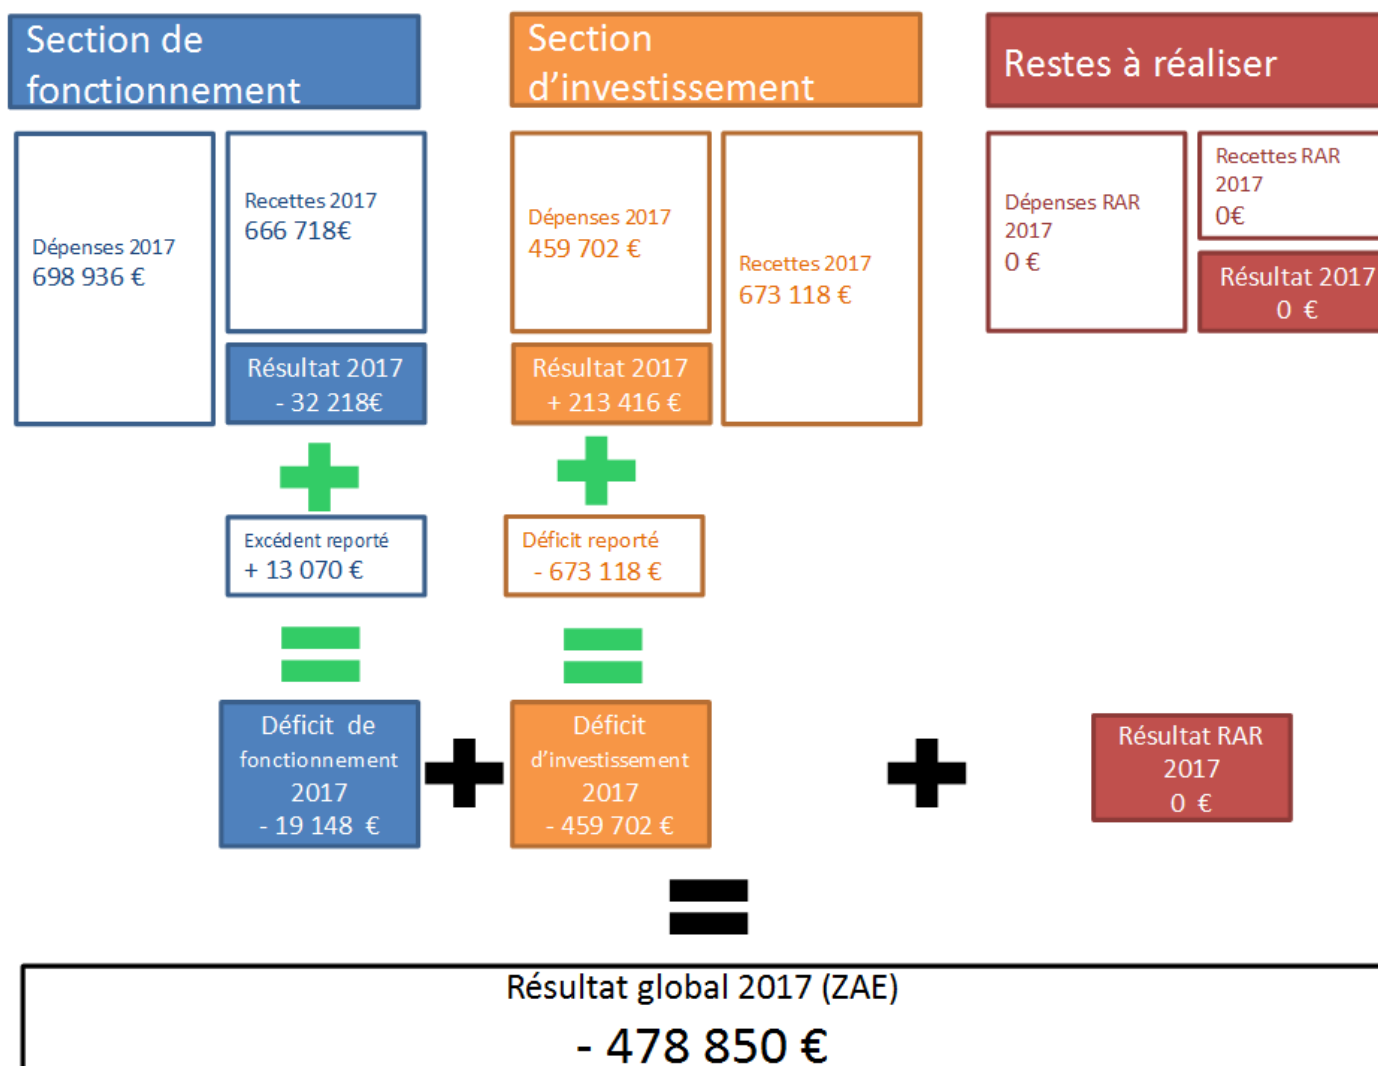 Section de
fonctionnement
Section
d’investissement
Restes à réaliser
Dépenses 2017
698 936 €
Recettes 2017
666 718€
Résultat 2017
- 32 218€
Dépenses 2017
459 702 €
Résultat 2017
+ 213 416 €
Recettes 2017
673 118 €
Dépenses RAR
2017
0 €
Recettes RAR
2017
0€
Résultat 2017
0 €
Excédent reporté
+ 13 070 €
Déficit reporté
- 673 118 €
Déficit de
fonctionnement
2017
- 19 148 €
Déficit
d’investissement
2017
- 459 702 €
Résultat RAR
2017
0 €
Résultat global 2017 (ZAE)
- 478 850 €